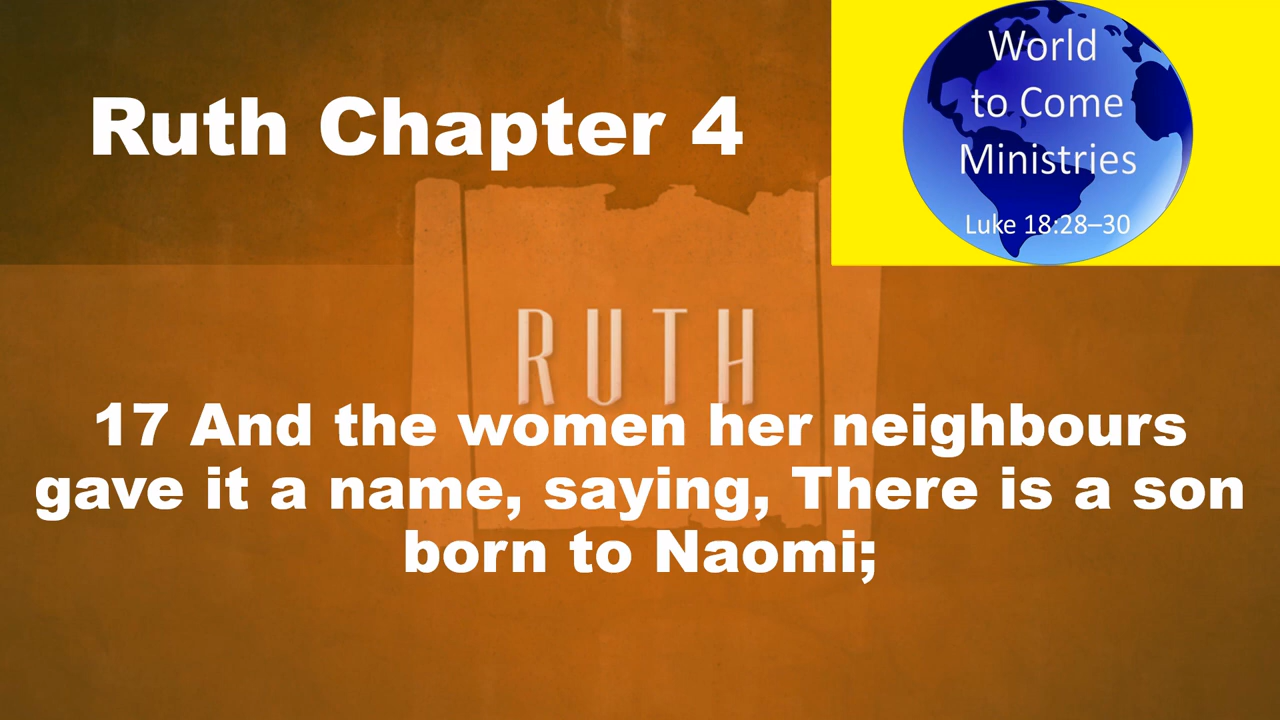 Ruth Chapter 4
World
to Come
Ministries
Luke 18:28–30
RUTH
17 And the women her neighbours
gave it a name, saying, There is a son
born to Naomi;